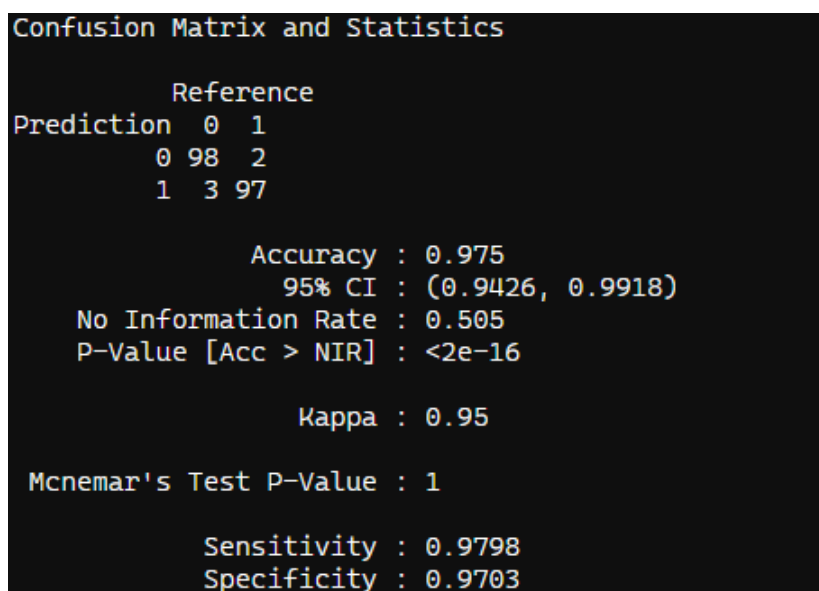 Confusion Matrix and Statistics
Reference
Prediction 0 1
0 98 2
1 3 97
Accuracy : 0.975
95% CI : (0.9426, 0.9918)
No Information Rate : 0.505
P-Value [Acc > NIR] : <2e-16
Kappa : 0.95
Mcnemar's Test P-Value : 1
Sensitivity : 0.9798
Specificity : 0.9703